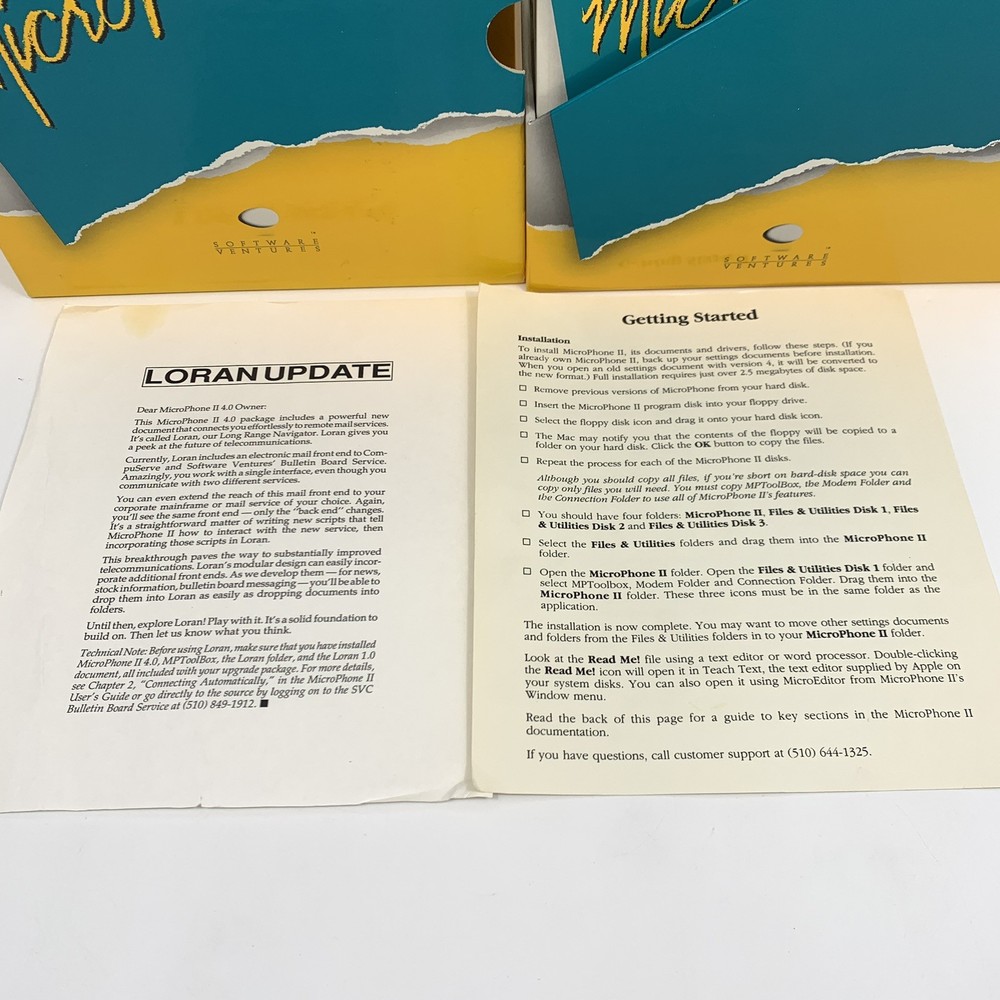 SOFTWARE
VENTURES
SOFTWARE
VENTURES
LORAN UPDATE
Dear MicroPhone II 4.0 Owner:
This MicroPhone II 4.0 package includes a powerful new
document that connects you effortlessly to remote mail services.
It's called Loran, our Long Range Navigator. Loran gives you
a peek at the future of telecommunications.
Currently, Loran includes an electronic mail front end to Com-
puServe and Software Ventures' Bulletin Board Service.
Amazingly, you work with a single interface, even though you
communicate with two different services.
You can even extend the reach of this mail front end to your
corporate mainframe or mail service of your choice. Again,
you'll see the same front end — only the "back end" changes.
It's a straightforward matter of writing new scripts that tell
MicroPhone II how to interact with the new service, then
incorporating those scripts in Loran.
This breakthrough paves the way to substantially improved
telecommunications. Loran's modular design can easily incor-
porate additional front ends. As we develop them — for news,
stock information, bulletin board messaging — you'll be able to
drop them into Loran as easily as dropping documents into
folders.
Until then, explore Loran! Play with it. It's a solid foundation to
build on. Then let us know what you think.
Technical Note: Before using Loran, make sure that you have installed
MicroPhone II 4.0, MPToolBox, the Loran folder, and the Loran 1.0
document, all included with your upgrade package. For more details,
see Chapter 2, "Connecting Automatically," in the MicroPhone II
User's Guide or go directly to the source by logging on to the SVC
Bulletin Board Service at (510) 849-1912. ■
Getting Started
Installation
To install MicroPhone II, its documents and drivers, follow these steps. (If you
already own MicroPhone II, back up your settings documents before installation.
When you open an old settings document with version 4, it will be converted to
the new format.) Full installation requires just over 2.5 megabytes of disk space.
☐ Remove previous versions of MicroPhone from your hard disk.
☐ Insert the MicroPhone II program disk into your floppy drive.
☐ Select the floppy disk icon and drag it onto your hard disk icon.
☐ The Mac may notify you that the contents of the floppy will be copied to a
folder on your hard disk. Click the OK button to copy the files.
☐ Repeat the process for each of the MicroPhone II disks.
Although you should copy all files, if you're short on hard-disk space you can
copy only files you will need. You must copy MPToolBox, the Modem Folder and
the Connection Folder to use all of MicroPhone II's features.
☐ You should have four folders: MicroPhone II, Files & Utilities Disk 1, Files
& Utilities Disk 2 and Files & Utilities Disk 3.
☐ Select the Files & Utilities folders and drag them into the MicroPhone II
folder.
☐ Open the MicroPhone II folder. Open the Files & Utilities Disk 1 folder and
select MPToolbox, Modem Folder and Connection Folder. Drag them into the
MicroPhone II folder. These three icons must be in the same folder as the
application.
The installation is now complete. You may want to move other settings documents
and folders from the Files & Utilities folders in to your MicroPhone II folder.
Look at the Read Me! file using a text editor or word processor. Double-clicking
the Read Me! icon will open it in Teach Text, the text editor supplied by Apple on
your system disks. You can also open it using MicroEditor from MicroPhone II's
Window menu.
Read the back of this page for a guide to key sections in the MicroPhone II
documentation.
If you have questions, call customer support at (510) 644-1325.